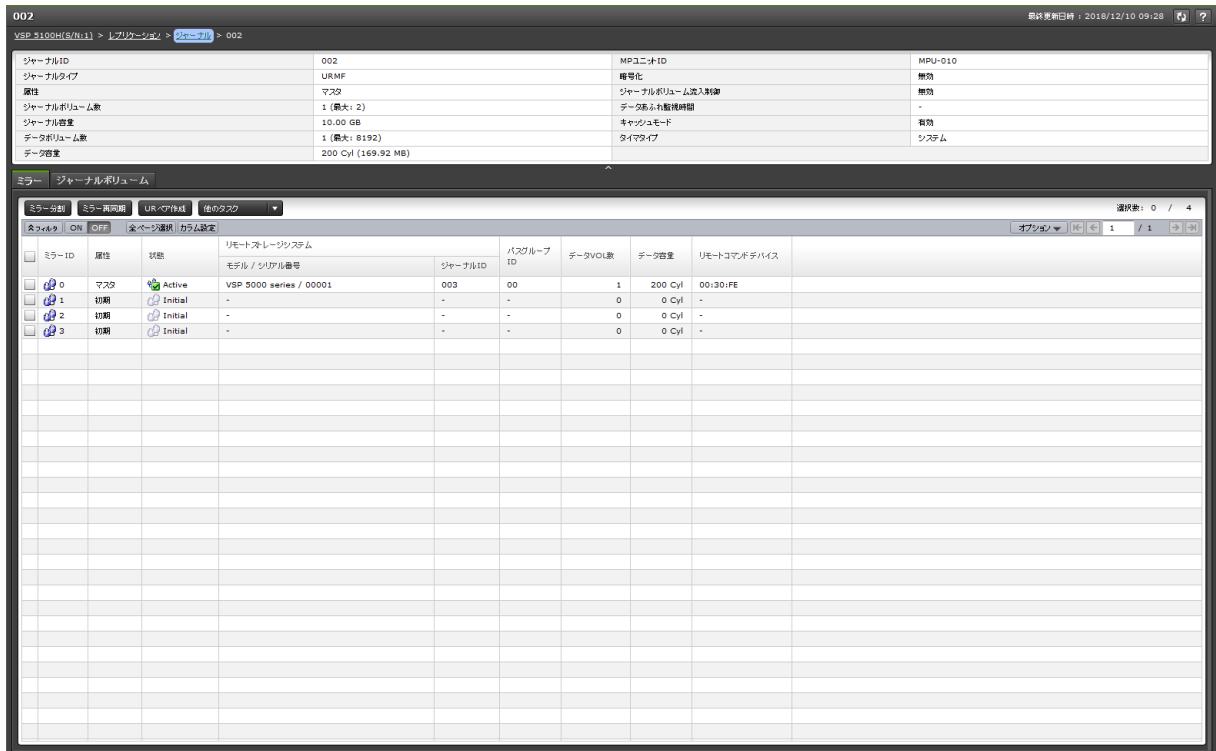 002 最終更新日時 : 2018/12/10 09:28 ?
VSP 5100H(S/N:1) > レプリケーション > ジャーナル > 002
ジャーナルID 002 MPユニットID MPU-010
ジャーナルタイプ URMF 暗号化 無効
属性 マスタ ジャーナルボリューム流入制御 無効
ジャーナルボリューム数 1 (最大: 2) データあふれ監視時間 -
ジャーナル容量 10.00 GB キャッシュモード 有効
データボリューム数 1 (最大: 8192) タイマタイプ システム
データ容量 200 Cyl (169.92 MB)
ミラー ジャーナルボリューム
ミラー分割 ミラー再同期 URペア作成 他のタスク 選択数: 0 / 4
フィルタ ON OFF 全ページ選択 カラム設定 オプション 1 / 1
ミラーID 属性 状態 リモートストレージシステム パスグループID データVOL数 データ容量 リモートコマンドデバイス
モデル / シリアル番号 ジャーナルID
0 マスタ Active VSP 5000 series / 00001 003 00 1 200 Cyl 00:30:FE
1 初期 Initial - - - 0 0 Cyl -
2 初期 Initial - - - 0 0 Cyl -
3 初期 Initial - - - 0 0 Cyl -